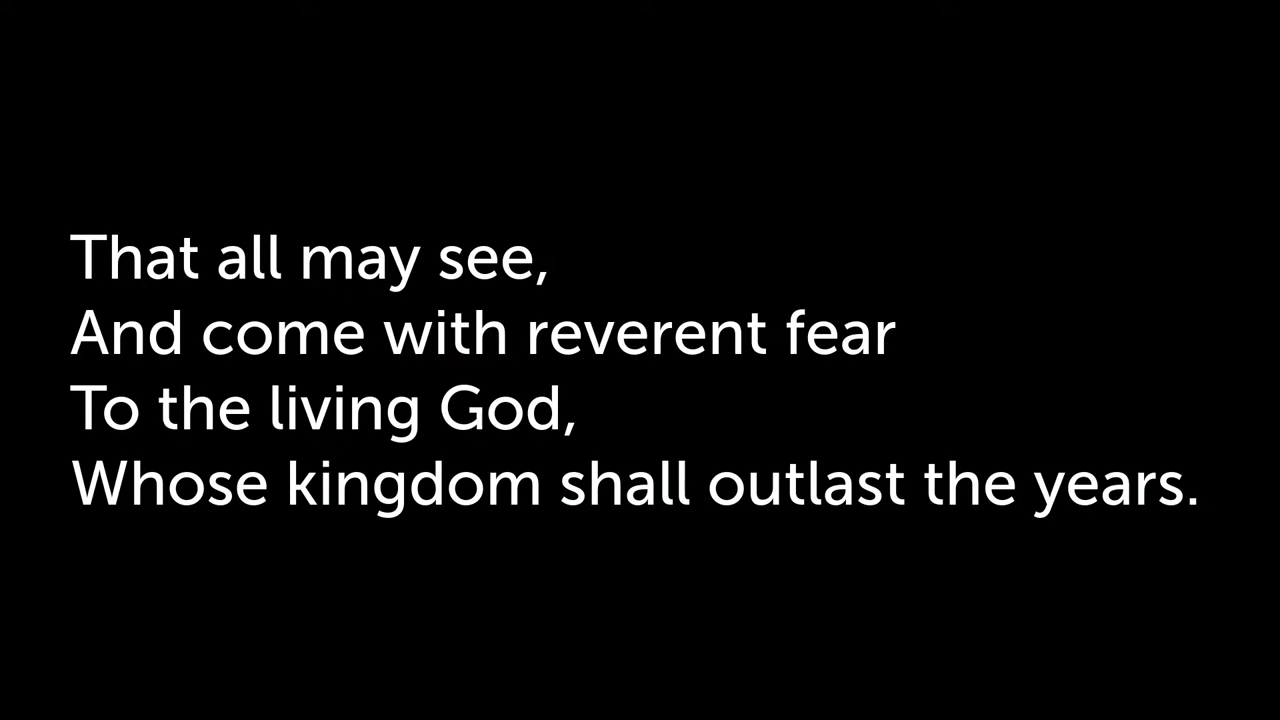 That all may see,
And come with reverent fear
To the living God,
Whose kingdom shall outlast the years.